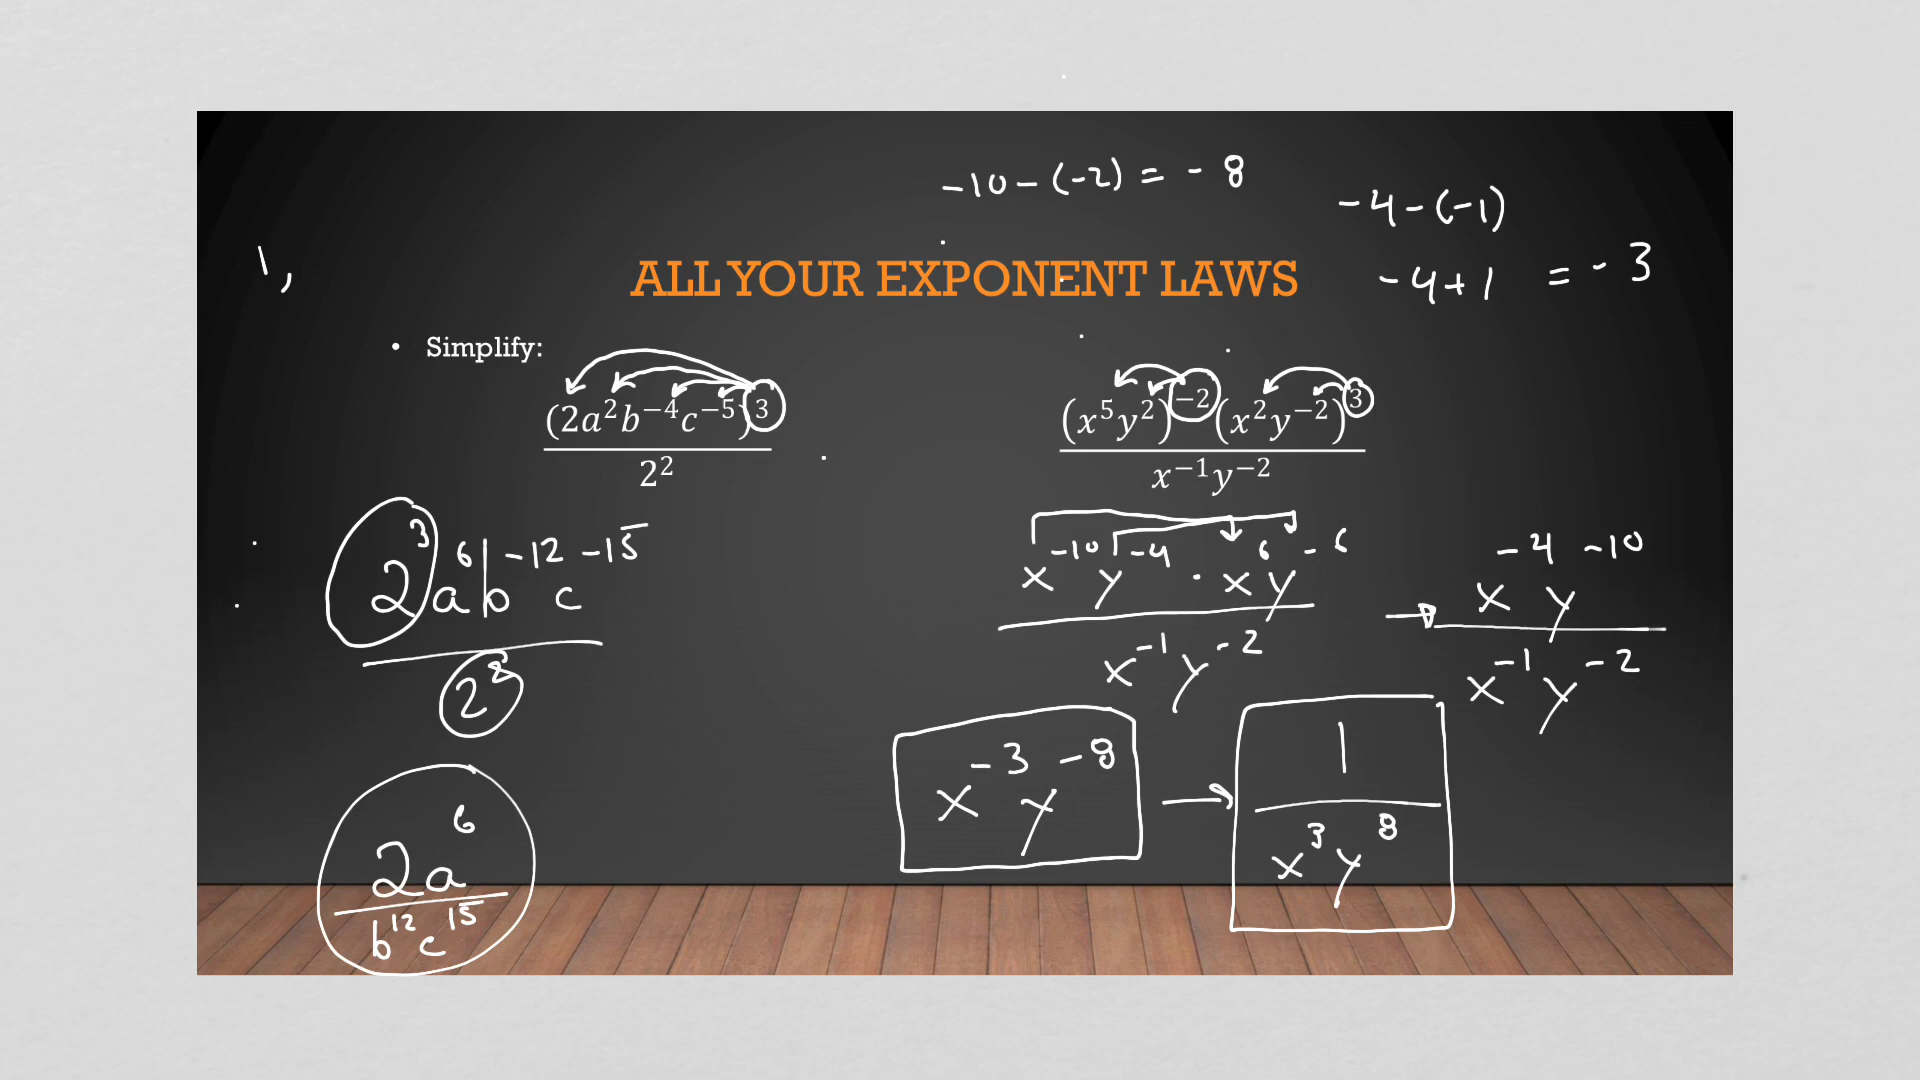 -10-(-2) = -8
-4-(-1)
-4+1 = -3
1,
ALL YOUR EXPONENT LAWS
• Simplify:
(2a²b⁻⁴c⁻⁵)³
2²
(x⁵y²)⁻²(x²y⁻²)³
x⁻¹y⁻²
2³a⁶b⁻¹²c⁻¹⁵
2²
x⁻¹⁰y⁻⁴ · x⁶y⁻⁶
x⁻¹y⁻²
→ x⁻⁴y⁻¹⁰
x⁻¹y⁻²
x⁻³y⁻⁸ →
1
x³y⁸
2a⁶
b¹²c¹⁵